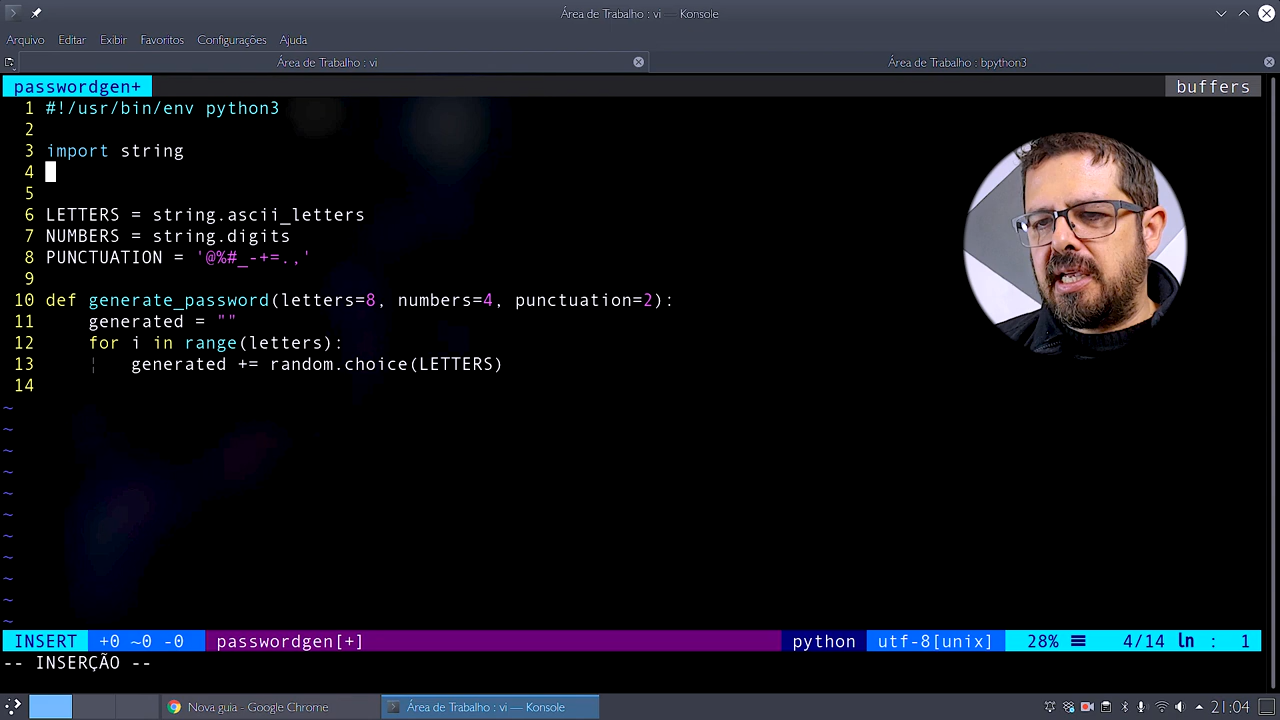 Área de Trabalho : vi — Konsole
Arquivo Editar Exibir Favoritos Configurações Ajuda
Área de Trabalho : vi
Área de Trabalho : bpython3
passwordgen+ buffers
1 #!/usr/bin/env python3
2
3 import string
4
5
6 LETTERS = string.ascii_letters
7 NUMBERS = string.digits
8 PUNCTUATION = '@%#_-+=.,'
9
10 def generate_password(letters=8, numbers=4, punctuation=2):
11     generated = ""
12     for i in range(letters):
13     ¦   generated += random.choice(LETTERS)
14
~
~
~
~
~
~
~
~
~
~
~
INSERT +0 ~0 -0 passwordgen[+] python utf-8[unix] 28% ☰ 4/14 ln : 1
-- INSERÇÃO --
Nova guia - Google Chrome
Área de Trabalho : vi — Konsole
21:04